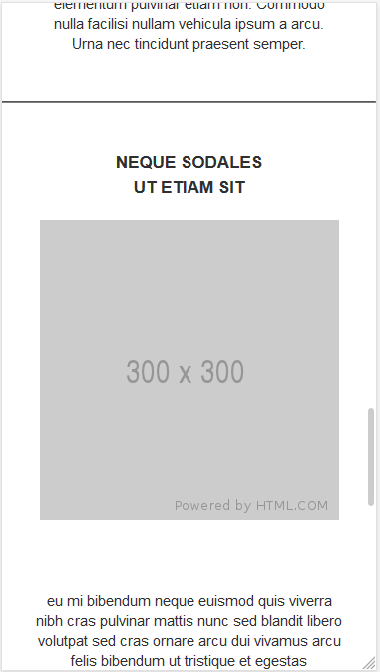 elementum pulvinar etiam non. Commodo
nulla facilisi nullam vehicula ipsum a arcu.
Urna nec tincidunt praesent semper.
NEQUE SODALES
UT ETIAM SIT
300 x 300
Powered by HTML.COM
eu mi bibendum neque euismod quis viverra
nibh cras pulvinar mattis nunc sed blandit libero
volutpat sed cras ornare arcu dui vivamus arcu
felis bibendum ut tristique et egestas